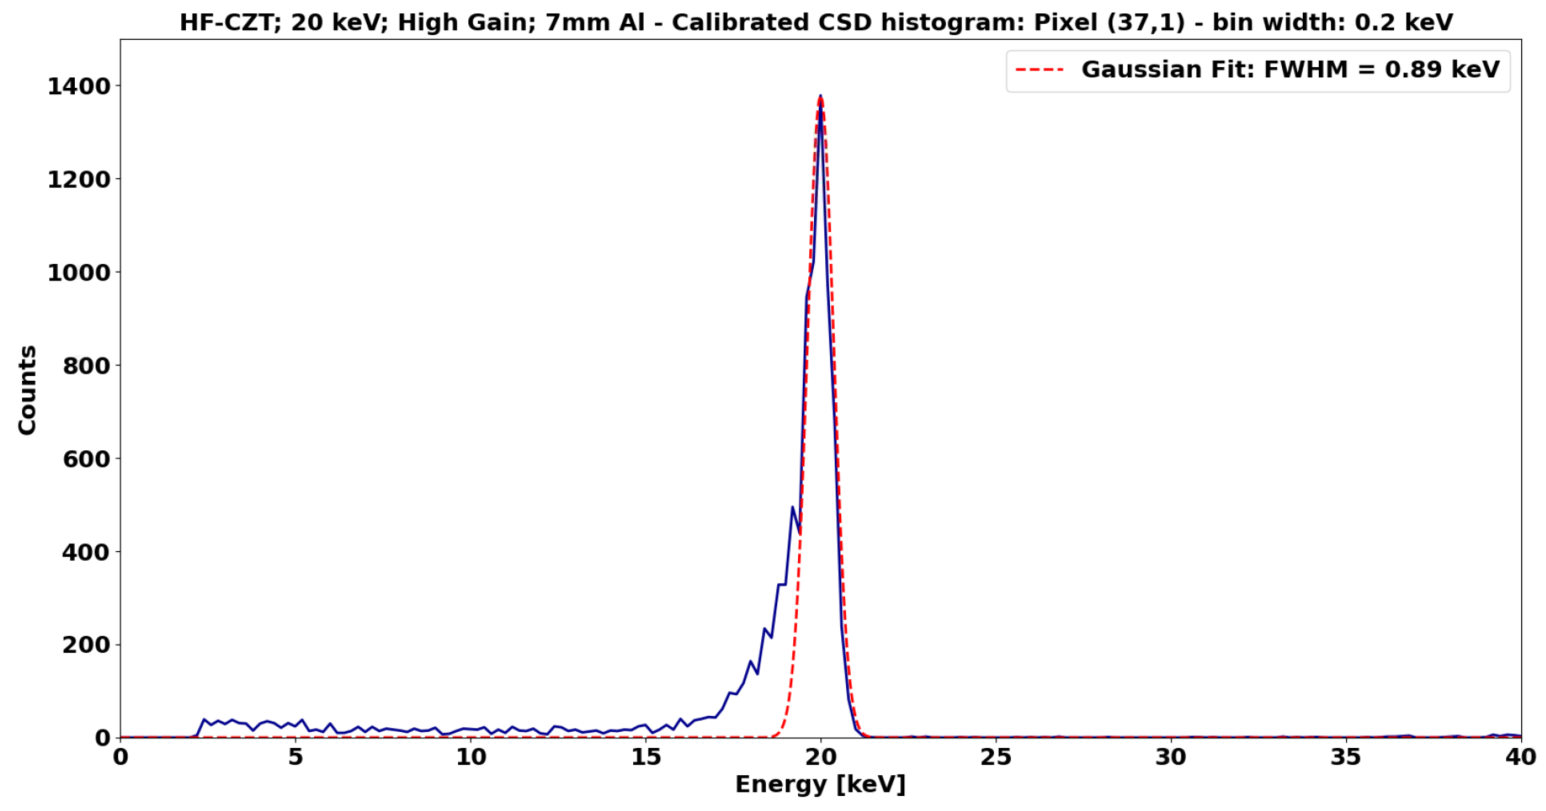 HF-CZT; 20 keV; High Gain; 7mm Al - Calibrated CSD histogram: Pixel (37,1) - bin width: 0.2 keV
Gaussian Fit: FWHM = 0.89 keV
1400
1200
1000
800
600
400
200
0
Counts
0 5 10 15 20 25 30 35 40
Energy [keV]